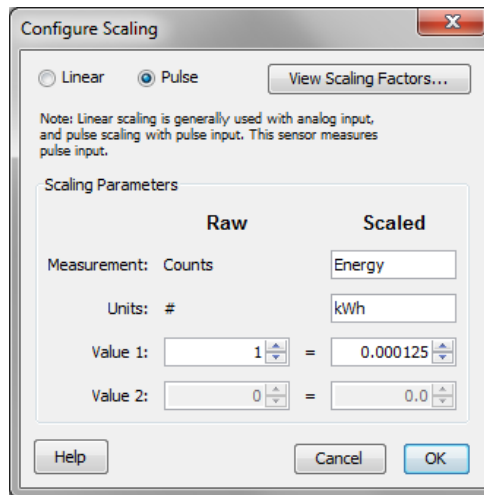 Configure Scaling
Linear Pulse View Scaling Factors...
Note: Linear scaling is generally used with analog input,
and pulse scaling with pulse input. This sensor measures
pulse input.
Scaling Parameters
Raw Scaled
Measurement: Counts Energy
Units: # kWh
Value 1: 1 = 0.000125
Value 2: 0 = 0.0
Help Cancel OK